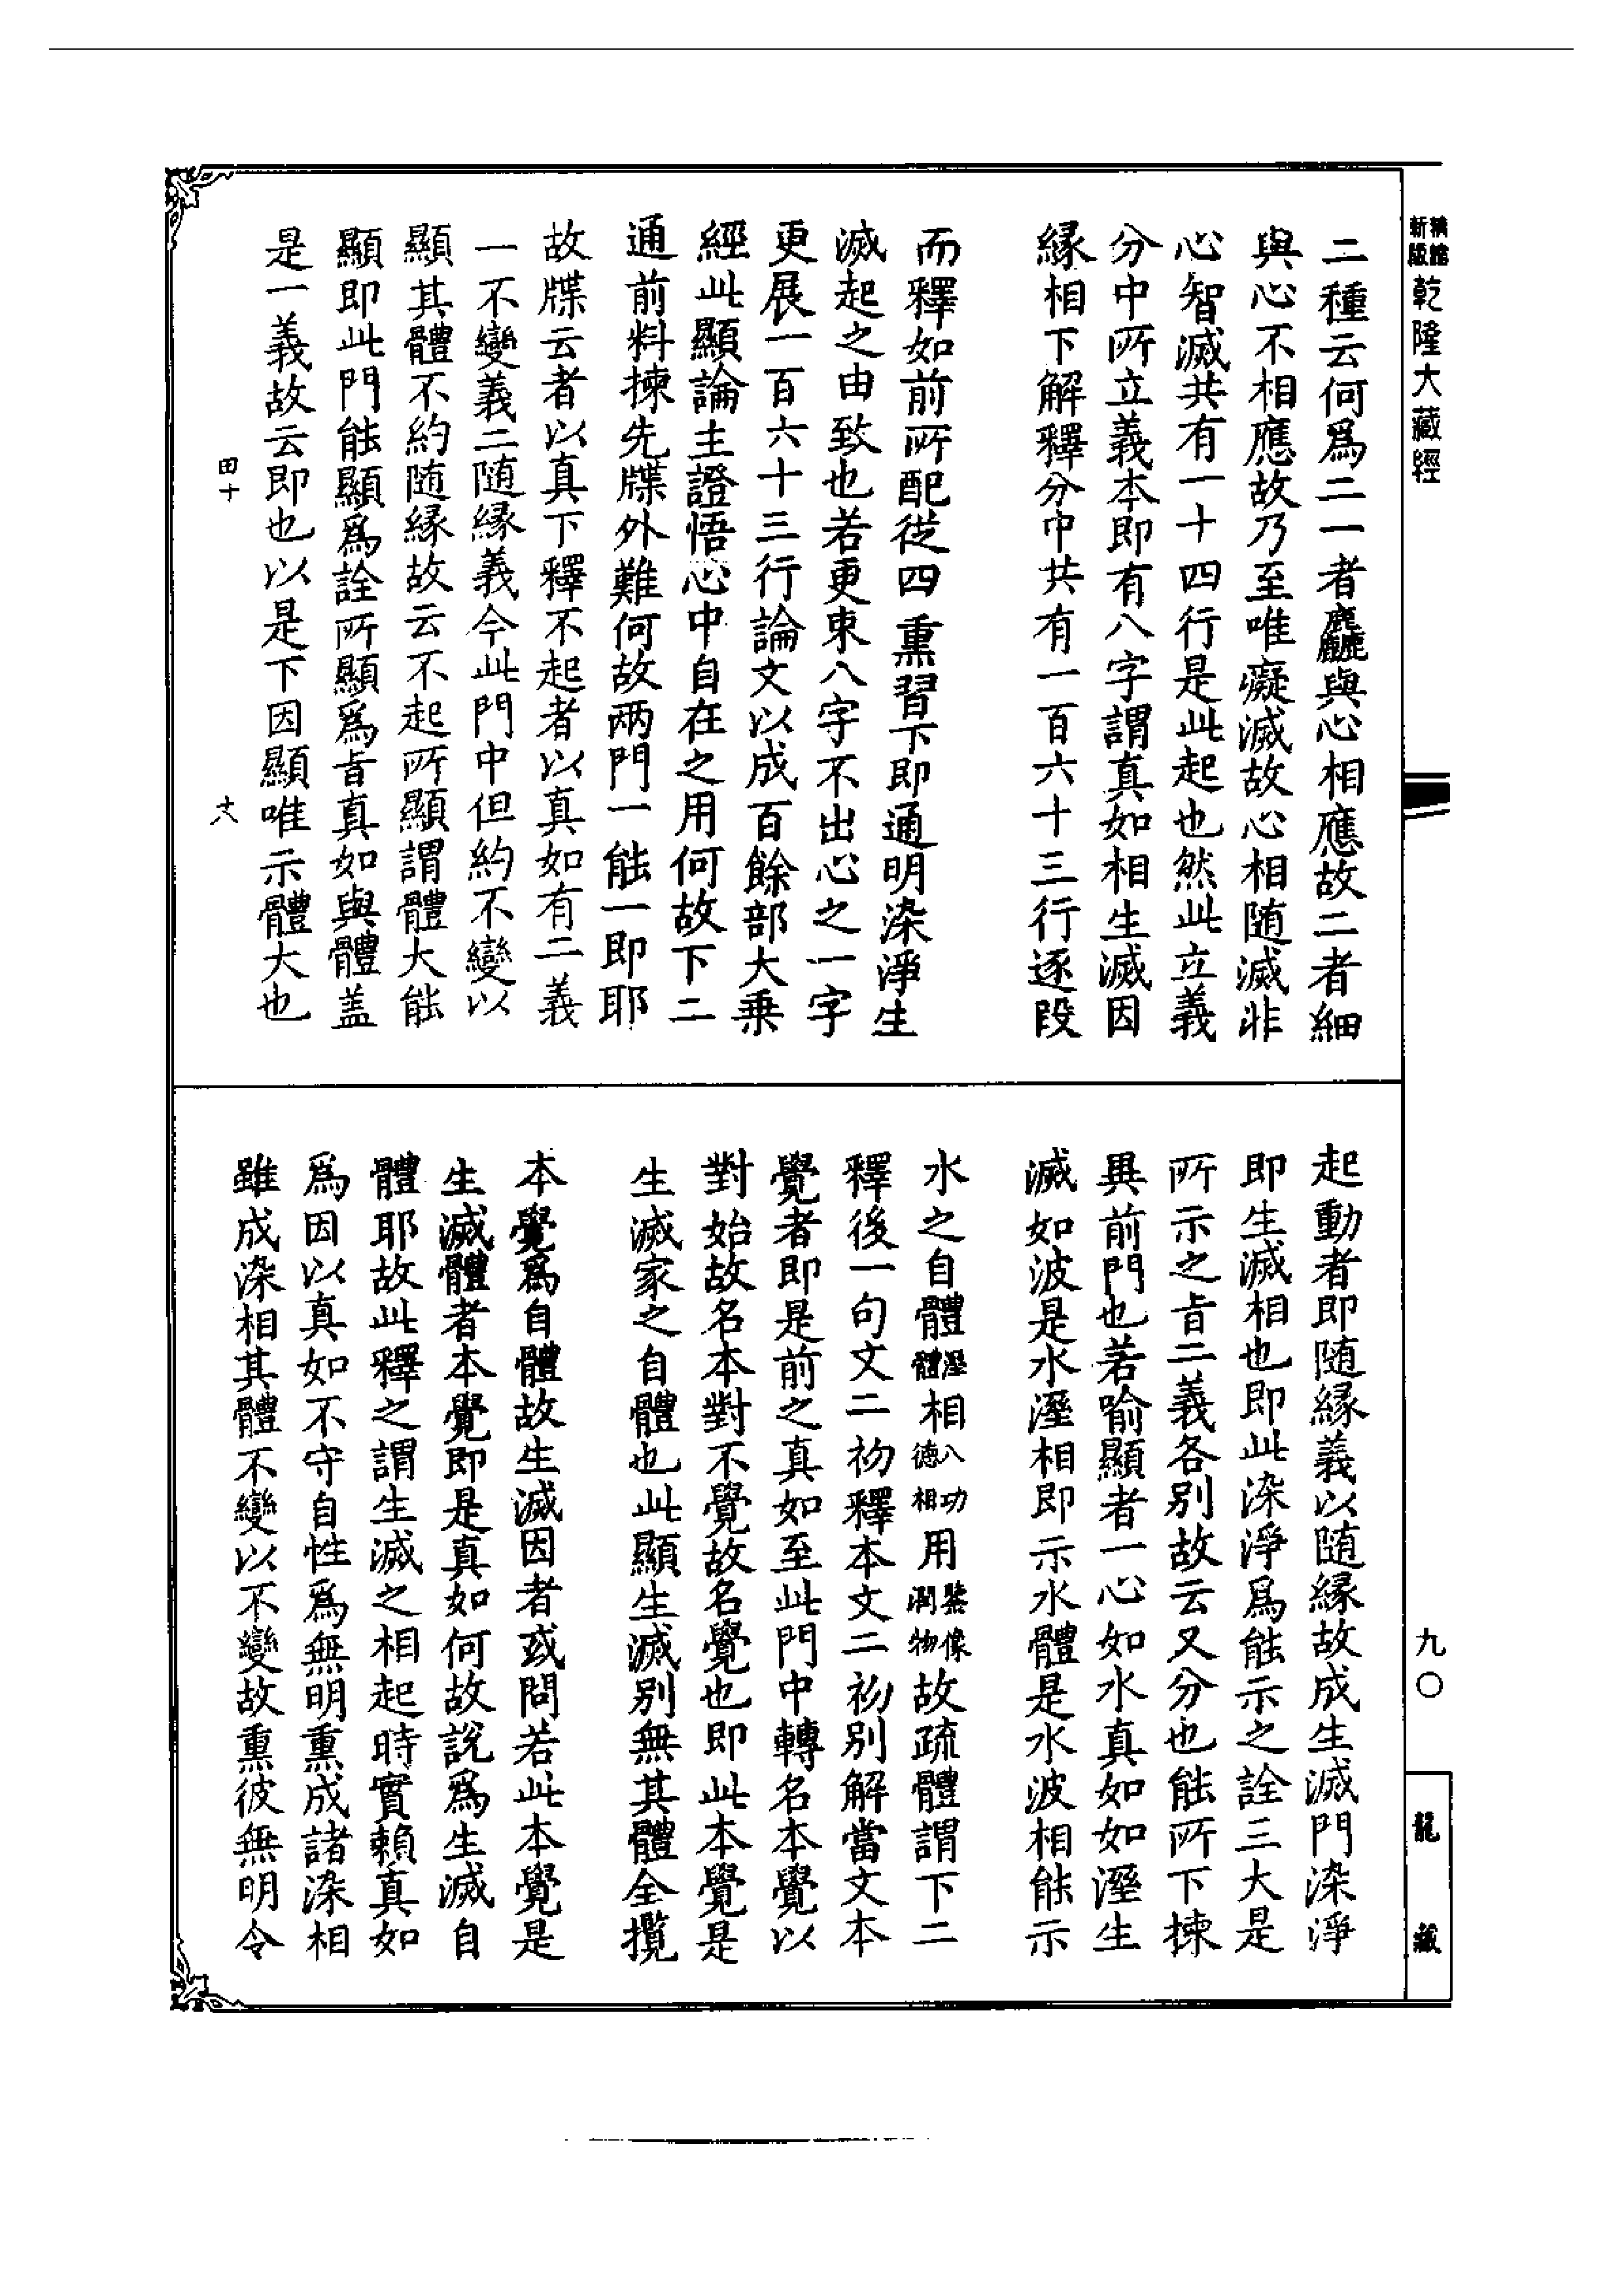 新版 精縮 乾隆大藏經
二種云何爲二一者麤與心相應故二者細
與心不相應故乃至唯癡滅故心相随滅非
心智滅共有一十四行是此起也然此立義
分中所立義本即有八字謂真如相生滅因
縁相下解釋分中共有一百六十三行逐段
而釋如前所配從四熏習下即通明染淨生
滅起之由致也若更束八字不出心之一字
更展一百六十三行論文以成百餘部大乗
經此顯論主證悟心中自在之用何故下二
通前料揀先牒外難何故两門一能一即耶
故牒云者以真下釋不起者以真如有二義
一不變義二随縁義今此門中但約不變以
顯其體不約随縁故云不起所顯謂體大能
顯即此門能顯爲詮所顯爲旨真如與體盖
是一義故云即也以是下因顯唯示體大也
起動者即随縁義以随縁故成生滅門染淨
即生滅相也即此染淨爲能示之詮三大是
所示之旨二義各别故云又分也能所下揀
異前門也若喻顯者一心如水真如如溼生
滅如波是水溼相即示水體是水波相能示
水之自體溼體相八功德相用鑒像潤物故疏體謂下二
釋後一句文二初釋本文二初别解當文本
覺者即是前之真如至此門中轉名本覺以
對始故名本對不覺故名覺也即此本覺是
生滅家之自體也此顯生滅别無其體全攬
本覺爲自體故生滅因者或問若此本覺是
生滅體者本覺即是真如何故說爲生滅自
體耶故此釋之謂生滅之相起時實賴真如
爲因以真如不守自性爲無明熏成諸染相
雖成染相其體不變以不變故熏彼無明令
九〇
龍藏